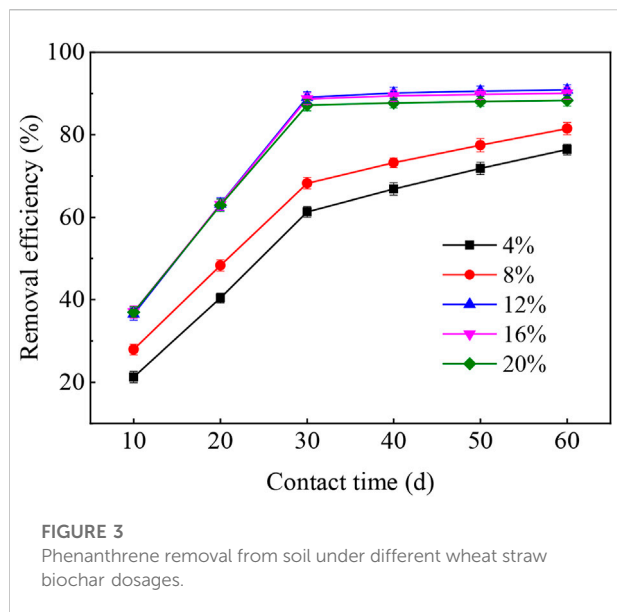 100
80
60
40
20
Removal efficiency (%)
4%
8%
12%
16%
20%
10 20 30 40 50 60
Contact time (d)
FIGURE 3
Phenanthrene removal from soil under different wheat straw
biochar dosages.